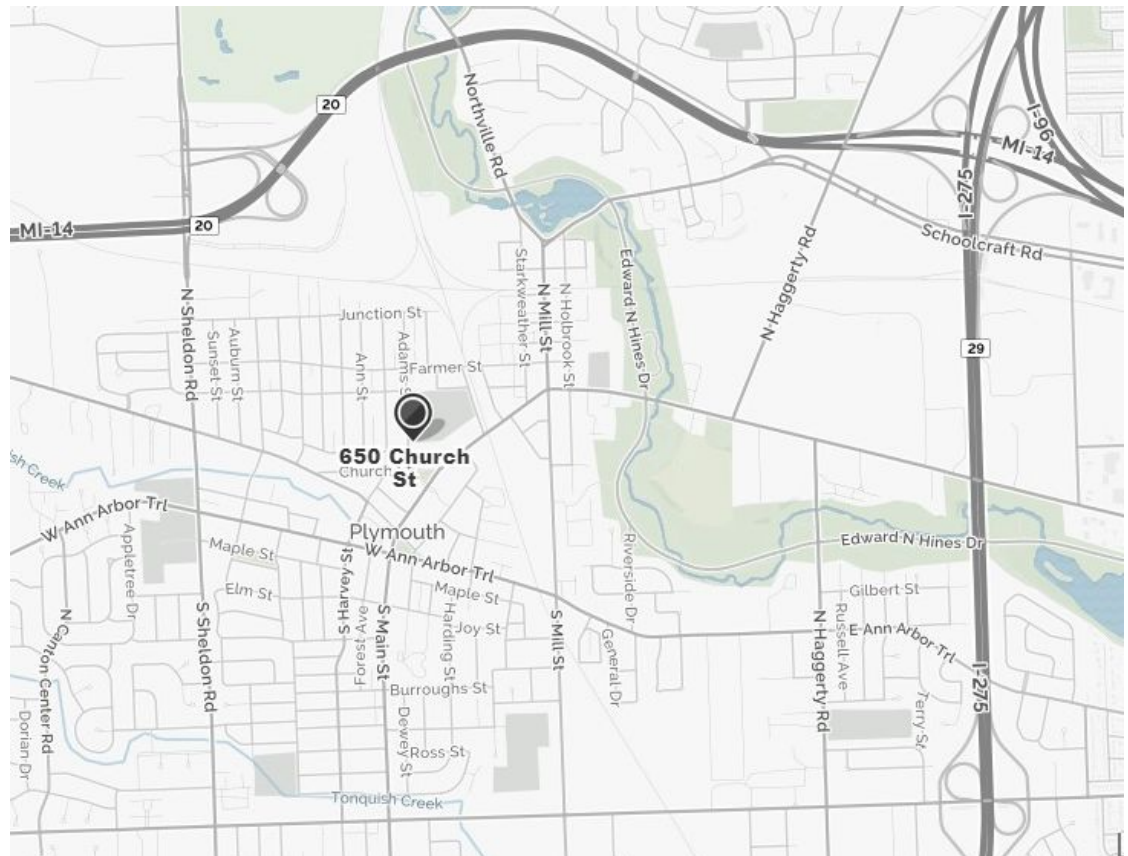 Northville Rd
20
I-96
MI-14
I-275
20
MI-14
Schoolcraft Rd
N Haggerty Rd
Edward N Hines Dr
Starkweather St
N Mill St
N Holbrook St
N Sheldon Rd
Junction St
Sunset St
Auburn St
Ann St
Adams S
29
Farmer St
650 Church
St
Church
sh Creek
W Ann Arbor Trl
Plymouth
Appletree Dr
Maple St
W Ann Arbor Trl
Edward N Hines Dr
Elm St
S Harvey St
Maple St
Riverside Dr
Gilbert St
N Canton Center Rd
S Sheldon Rd
Forest Ave
S Main St
Harding St
Joy St
S Mill St
General Dr
N Haggerty Rd
Russell Ave
E Ann Arbor Trl
I-275
Burroughs St
Terry St
Dorian Dr
Dewey St
Ross St
Tonquish Creek